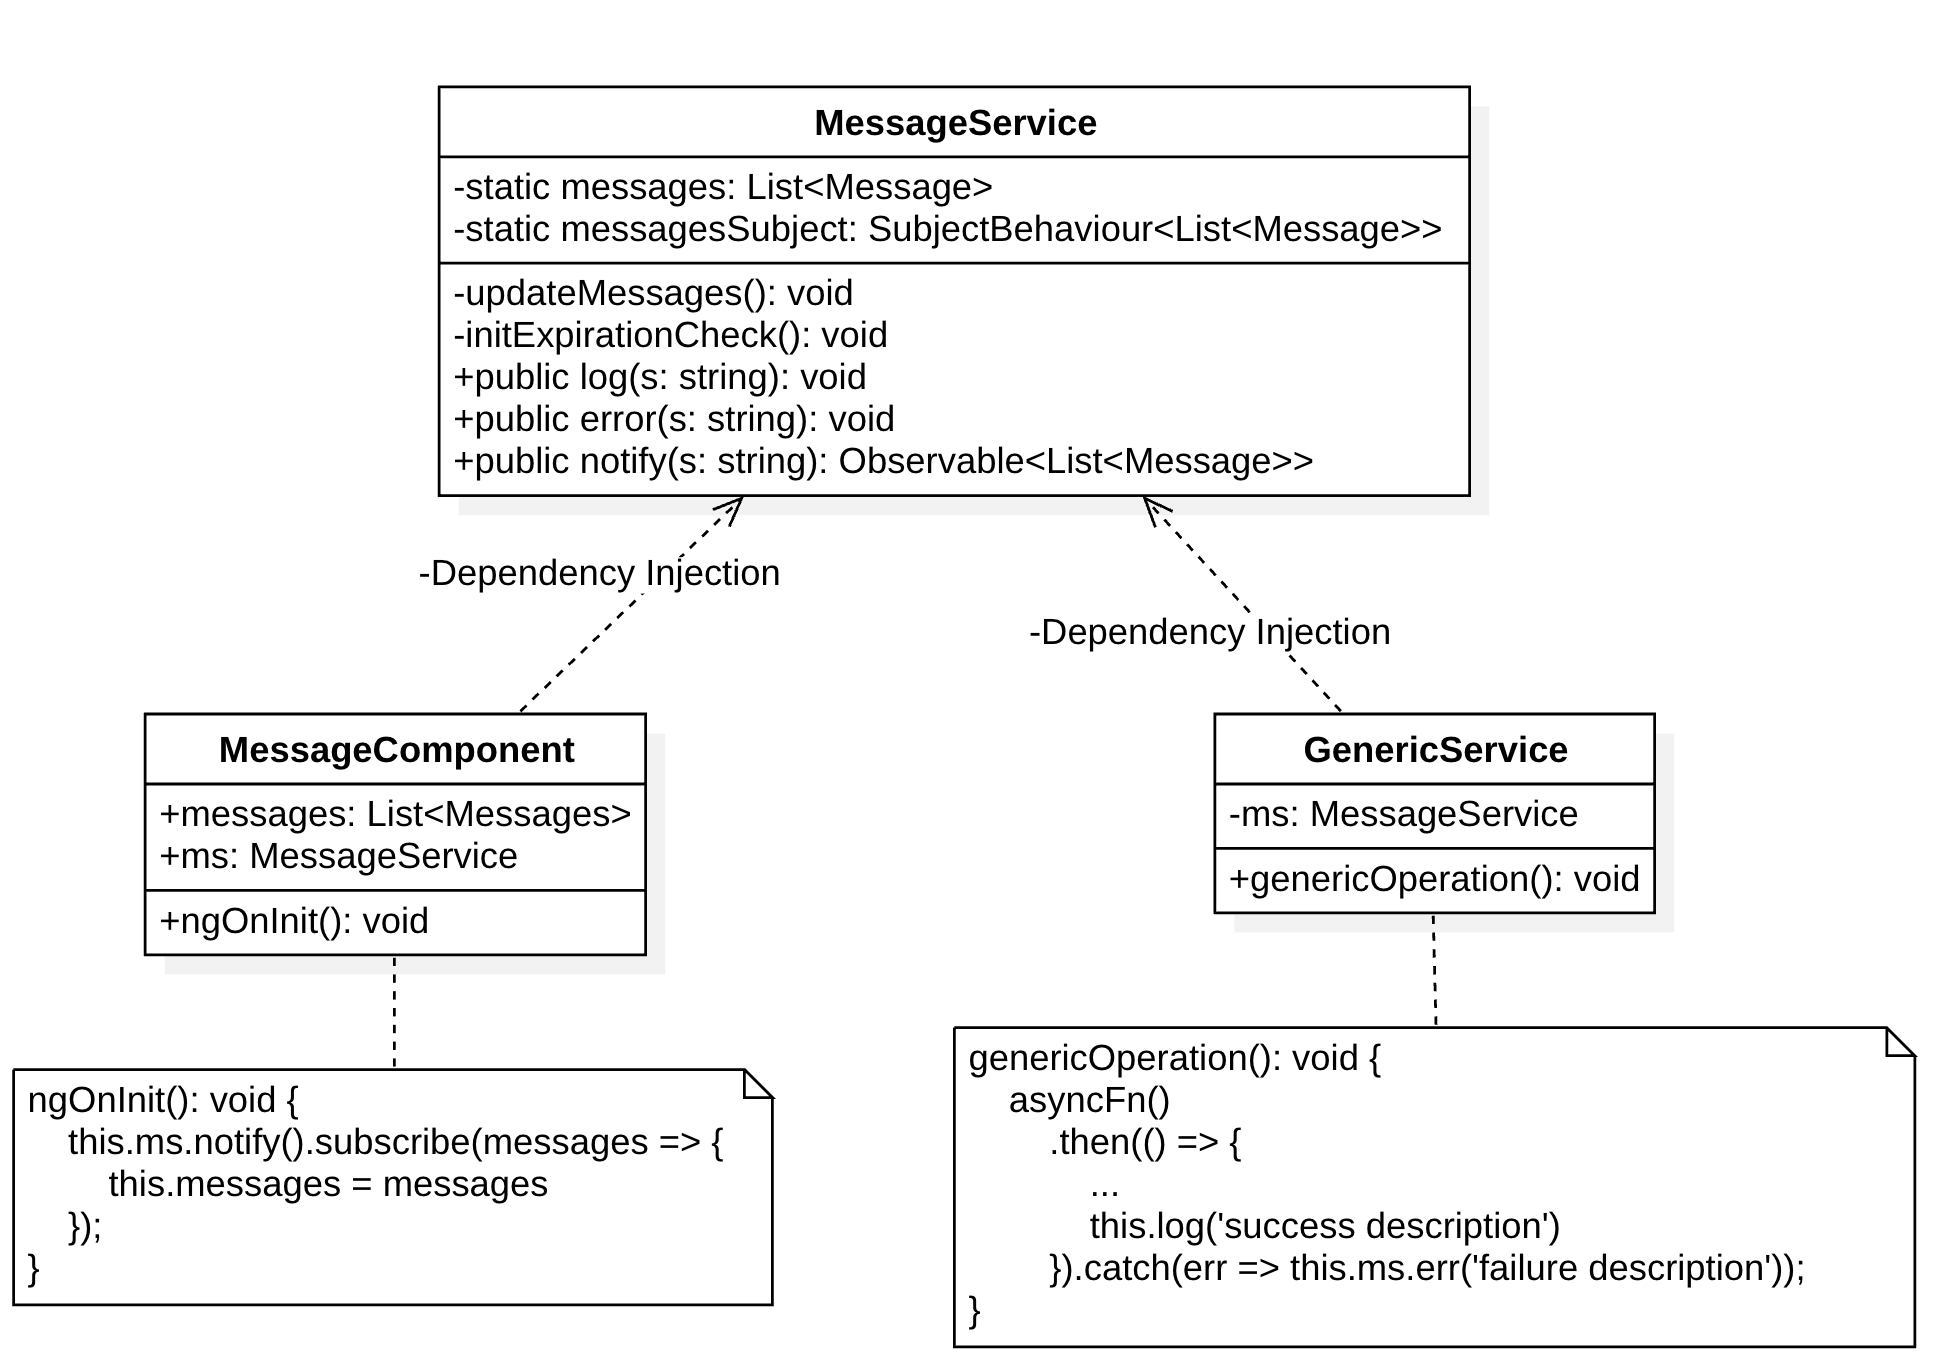 MessageService
-static messages: List<Message>
-static messagesSubject: SubjectBehaviour<List<Message>>
-updateMessages(): void
-initExpirationCheck(): void
+public log(s: string): void
+public error(s: string): void
+public notify(s: string): Observable<List<Message>>
-Dependency Injection
-Dependency Injection
MessageComponent
+messages: List<Messages>
+ms: MessageService
+ngOnInit(): void
GenericService
-ms: MessageService
+genericOperation(): void
ngOnInit(): void {
    this.ms.notify().subscribe(messages => {
        this.messages = messages
    });
}
genericOperation(): void {
    asyncFn()
        .then(() => {
            ...
            this.log('success description')
        }).catch(err => this.ms.err('failure description'));
}